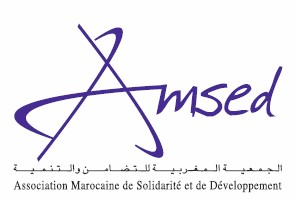 Amsed
الجمعية المغربية للتضامن والتنمية
Association Marocaine de Solidarité et de Développement